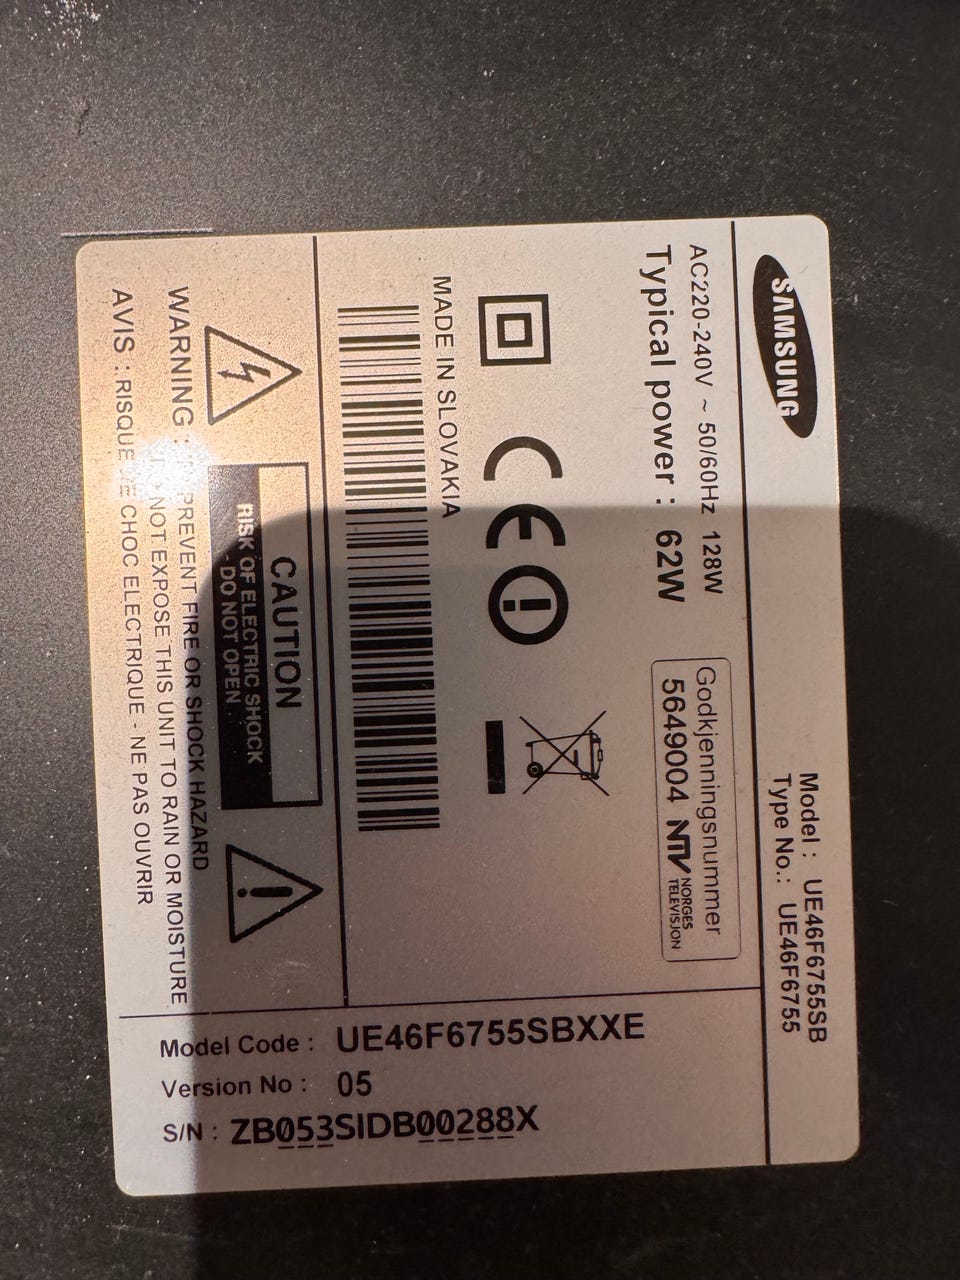 SAMSUNG
Model : UE46F6755SB
Type No.: UE46F6755
AC220-240V ~ 50/60Hz 128W
Typical power : 62W
Godkjenningsnummer
5649004 NTV NORGES
TELEVISJON
CE
MADE IN SLOVAKIA
CAUTION
RISK OF ELECTRIC SHOCK
DO NOT OPEN
WARNING : PREVENT FIRE OR SHOCK HAZARD
NOT EXPOSE THIS UNIT TO RAIN OR MOISTURE
AVIS : RISQUE DE CHOC ELECTRIQUE - NE PAS OUVRIR
Model Code : UE46F6755SBXXE
Version No : 05
S/N : ZB053SIDB00288X